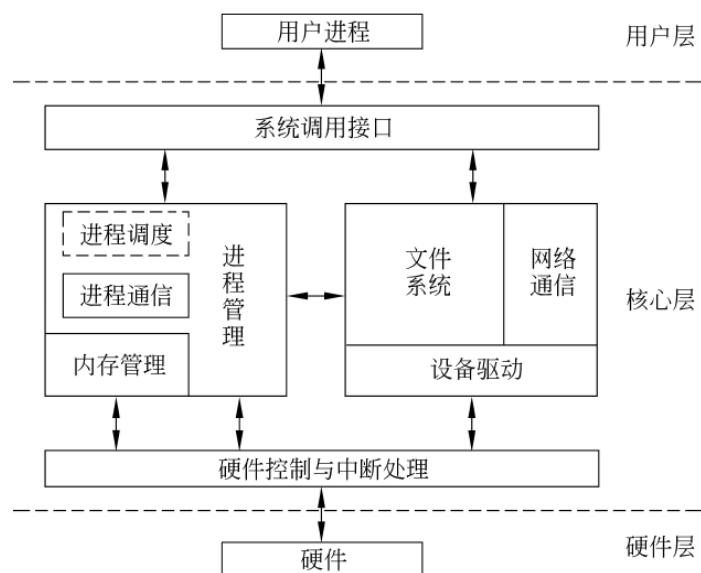 用户进程
用户层
系统调用接口
进程调度
进程通信
进程管理
内存管理
文件
系统
网络
通信
设备驱动
核心层
硬件控制与中断处理
硬件
硬件层